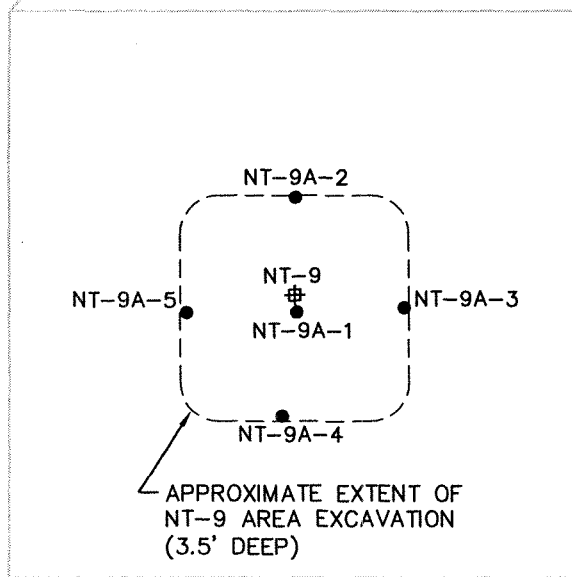 NT-9A-2
NT-9
NT-9A-5
NT-9A-3
NT-9A-1
NT-9A-4
APPROXIMATE EXTENT OF
NT-9 AREA EXCAVATION
(3.5' DEEP)